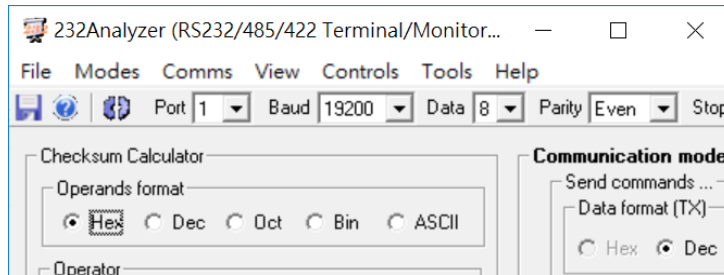 232Analyzer (RS232/485/422 Terminal/Monitor...
File Modes Comms View Controls Tools Help
Port 1 Baud 19200 Data 8 Parity Even Stop
Checksum Calculator
Operands format
Hex Dec Oct Bin ASCII
Operator
Communication mode
Send commands ...
Data format (TX)
Hex Dec